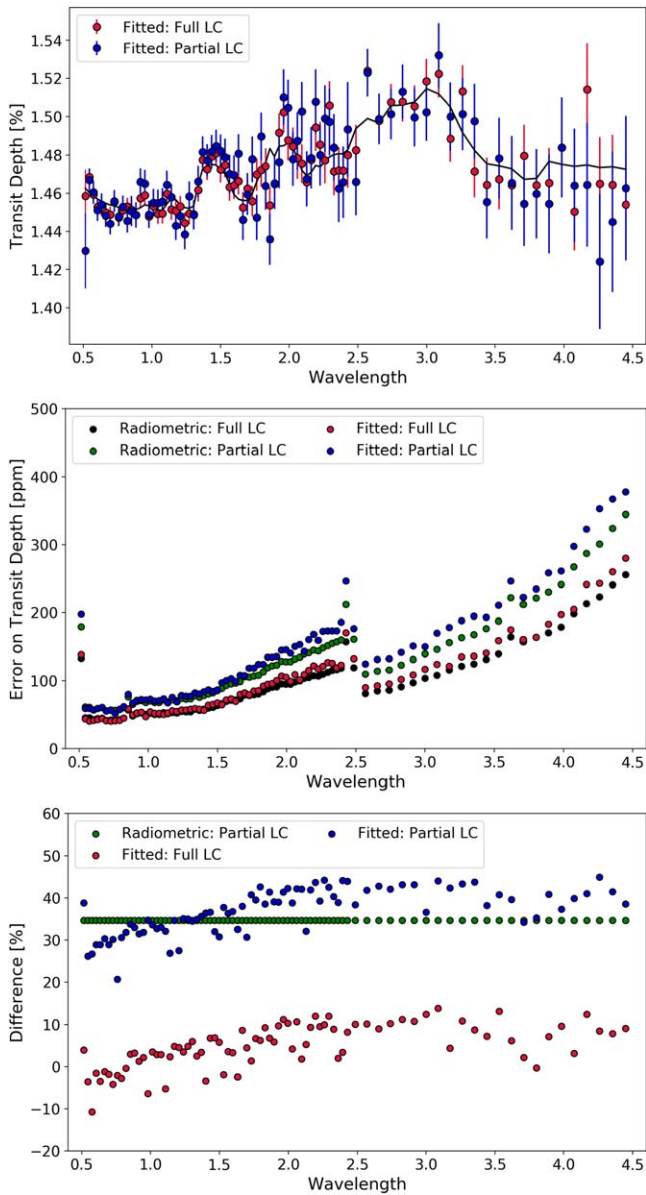 Fitted: Full LC
Fitted: Partial LC
Transit Depth [%]
1.54
1.52
1.50
1.48
1.46
1.44
1.42
1.40
0.5 1.0 1.5 2.0 2.5 3.0 3.5 4.0 4.5
Wavelength
Radiometric: Full LC Fitted: Full LC
Radiometric: Partial LC Fitted: Partial LC
Error on Transit Depth [ppm]
500
400
300
200
100
0
0.5 1.0 1.5 2.0 2.5 3.0 3.5 4.0 4.5
Wavelength
Radiometric: Partial LC Fitted: Partial LC
Fitted: Full LC
Difference [%]
60
50
40
30
20
10
0
−10
−20
0.5 1.0 1.5 2.0 2.5 3.0 3.5 4.0 4.5
Wavelength